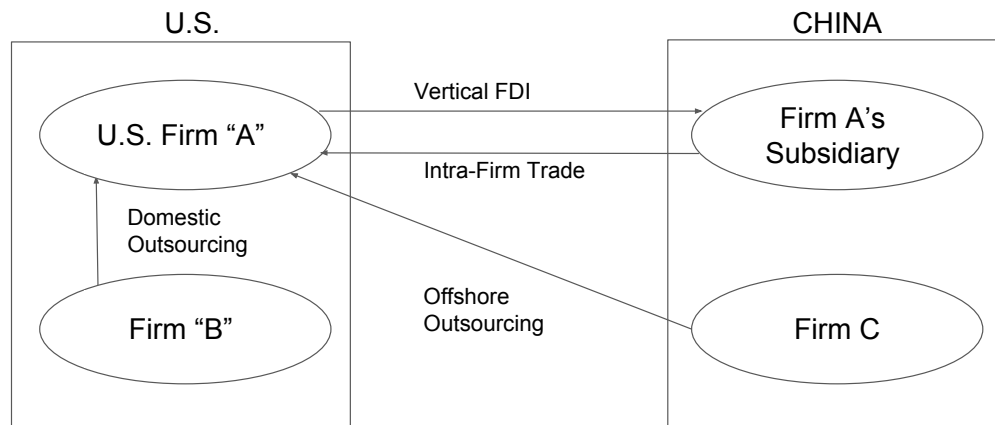 U.S.
CHINA
Vertical FDI
U.S. Firm “A”
Firm A’s
Subsidiary
Intra-Firm Trade
Domestic
Outsourcing
Offshore
Outsourcing
Firm “B”
Firm C